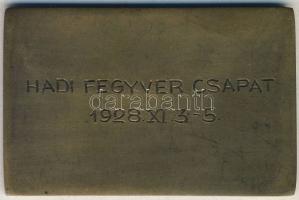 HADI FEGYVER CSAPAT
darabanth
1928.XI.3-5.